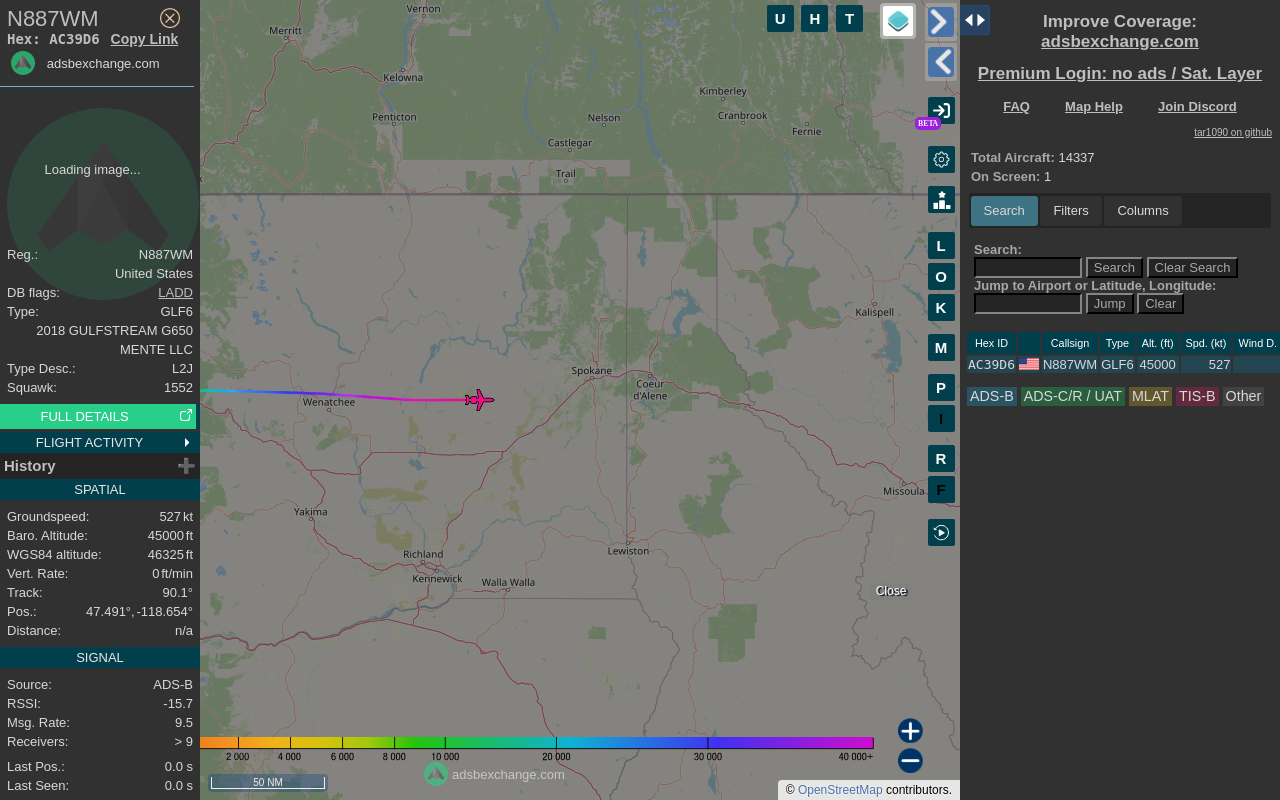 N887WM
Hex: AC39D6 Copy Link
adsbexchange.com
Loading image...
Reg.: N887WM
United States
DB flags: LADD
Type: GLF6
2018 GULFSTREAM G650
MENTE LLC
Type Desc.: L2J
Squawk: 1552
FULL DETAILS
FLIGHT ACTIVITY
History
SPATIAL
Groundspeed: 527 kt
Baro. Altitude: 45000 ft
WGS84 altitude: 46325 ft
Vert. Rate: 0 ft/min
Track: 90.1°
Pos.: 47.491°, -118.654°
Distance: n/a
SIGNAL
Source: ADS-B
RSSI: -15.7
Msg. Rate: 9.5
Receivers: > 9
Last Pos.: 0.0 s
Last Seen: 0.0 s
Vernon
Merritt
Kelowna
Kimberley
Penticton
Nelson
Cranbrook
Fernie
Castlegar
Trail
Kalispell
Spokane
Coeur
d'Alene
Wenatchee
Missoula
Yakima
Richland
Lewiston
Kennewick
Walla Walla
Close
U H T
BETA
L
O
K
M
P
I
R
F
2 000 4 000 6 000 8 000 10 000 20 000 30 000 40 000+
adsbexchange.com
50 NM
© OpenStreetMap contributors.
Improve Coverage:
adsbexchange.com
Premium Login: no ads / Sat. Layer
FAQ Map Help Join Discord
tar1090 on github
Total Aircraft: 14337
On Screen: 1
Search Filters Columns
Search:
Search Clear Search
Jump to Airport or Latitude, Longitude:
Jump Clear
Hex ID Callsign Type Alt. (ft) Spd. (kt) Wind D.
AC39D6 N887WM GLF6 45000 527
ADS-B ADS-C/R / UAT MLAT TIS-B Other